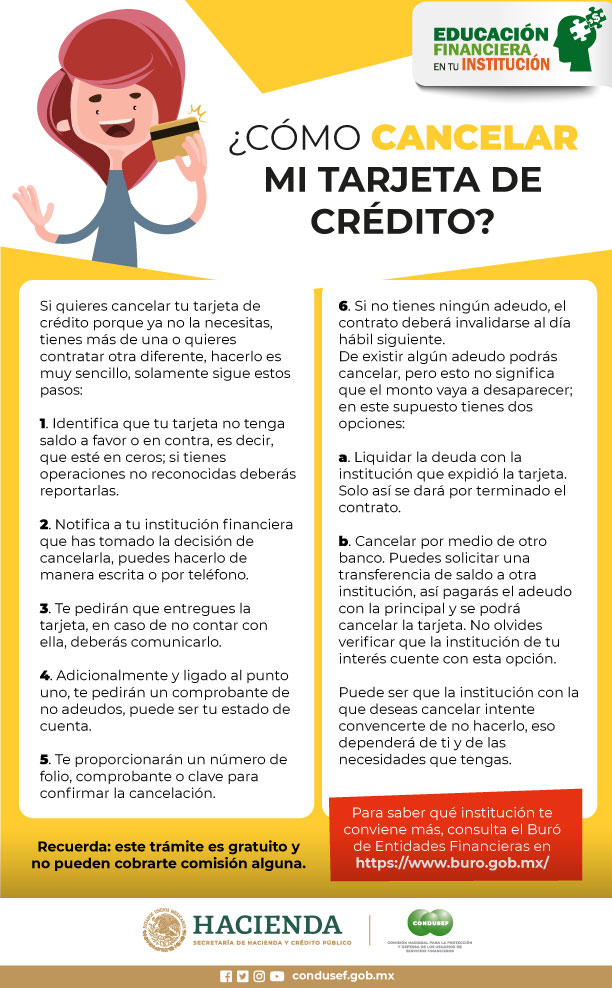 EDUCACIÓN
FINANCIERA
EN TU INSTITUCIÓN
¿CÓMO CANCELAR
MI TARJETA DE
CRÉDITO?
Si quieres cancelar tu tarjeta de
crédito porque ya no la necesitas,
tienes más de una o quieres
contratar otra diferente, hacerlo es
muy sencillo, solamente sigue estos
pasos:
1. Identifica que tu tarjeta no tenga
saldo a favor o en contra, es decir,
que esté en ceros; si tienes
operaciones no reconocidas deberás
reportarlas.
2. Notifica a tu institución financiera
que has tomado la decisión de
cancelarla, puedes hacerlo de
manera escrita o por teléfono.
3. Te pedirán que entregues la
tarjeta, en caso de no contar con
ella, deberás comunicarlo.
4. Adicionalmente y ligado al punto
uno, te pedirán un comprobante de
no adeudos, puede ser tu estado de
cuenta.
5. Te proporcionarán un número de
folio, comprobante o clave para
confirmar la cancelación.
6. Si no tienes ningún adeudo, el
contrato deberá invalidarse al día
hábil siguiente.
De existir algún adeudo podrás
cancelar, pero esto no significa
que el monto vaya a desaparecer;
en este supuesto tienes dos
opciones:
a. Liquidar la deuda con la
institución que expidió la tarjeta.
Solo así se dará por terminado el
contrato.
b. Cancelar por medio de otro
banco. Puedes solicitar una
transferencia de saldo a otra
institución, así pagarás el adeudo
con la principal y se podrá
cancelar la tarjeta. No olvides
verificar que la institución de tu
interés cuente con esta opción.
Puede ser que la institución con la
que deseas cancelar intente
convencerte de no hacerlo, eso
dependerá de ti y de las
necesidades que tengas.
Recuerda: este trámite es gratuito y
no pueden cobrarte comisión alguna.
Para saber qué institución te
conviene más, consulta el Buró
de Entidades Financieras en
https://www.buro.gob.mx/
HACIENDA
SECRETARÍA DE HACIENDA Y CRÉDITO PÚBLICO
CONDUSEF
COMISIÓN NACIONAL PARA LA PROTECCIÓN
Y DEFENSA DE LOS USUARIOS DE
SERVICIOS FINANCIEROS
condusef.gob.mx